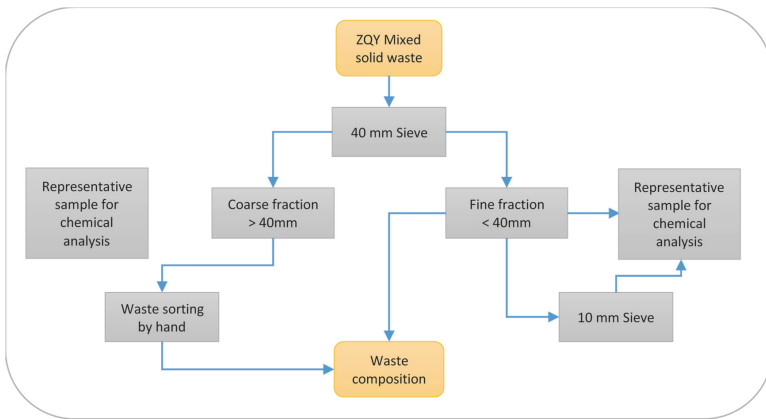 ZQY Mixed
solid waste
40 mm Sieve
Representative
sample for
chemical
analysis
Coarse fraction
> 40mm
Fine fraction
< 40mm
Representative
sample for
chemical
analysis
Waste sorting
by hand
10 mm Sieve
Waste
composition